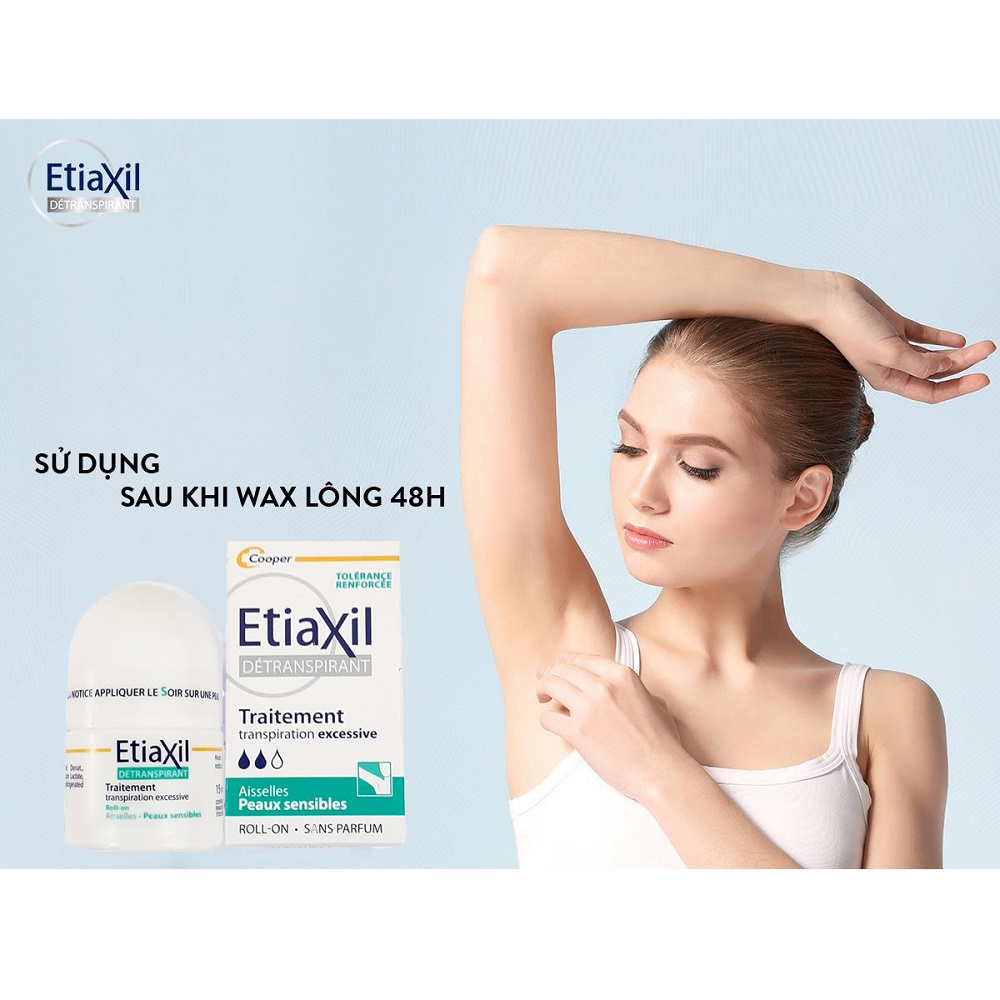 EtiaXil
DÉTRANSPIRANT
SỬ DỤNG
SAU KHI WAX LÔNG 48H
Cooper
TOLÉRANCE
RENFORCÉE
EtiaXil
DÉTRANSPIRANT
Traitement
transpiration excessive
Aisselles
Peaux sensibles
ROLL-ON • SANS PARFUM
NOTICE APPLIQUER LE SOIR SUR UNE
EtiaXil
DÉTRANSPIRANT
Traitement
transpiration excessive
Roll-on
Aisselles - Peaux sensibles